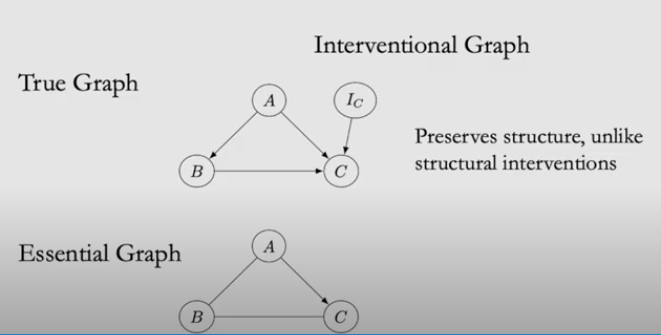 Interventional Graph
True Graph
A
I_C
Preserves structure, unlike
structural interventions
B
C
Essential Graph
A
B
C